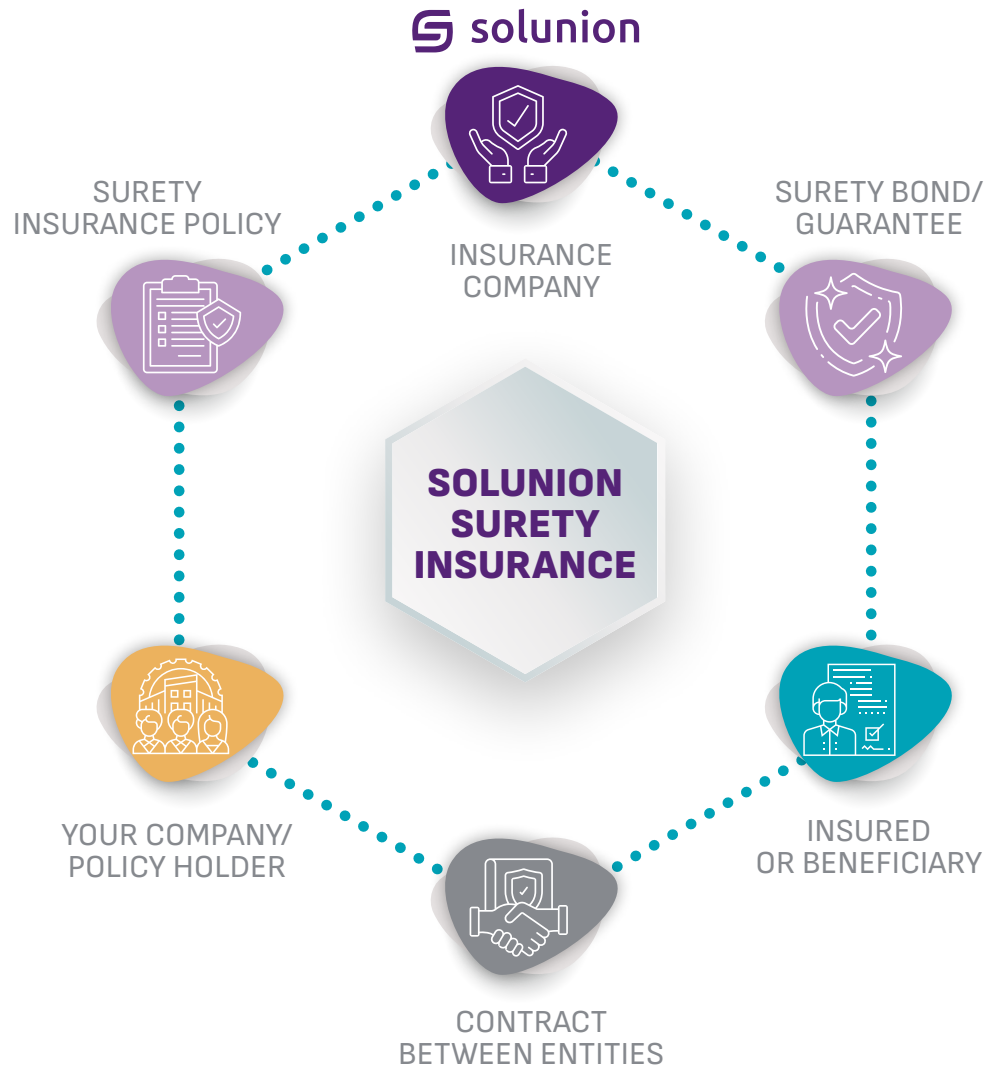 solunion
SURETY
INSURANCE POLICY
INSURANCE
COMPANY
SURETY BOND/
GUARANTEE
SOLUNION
SURETY
INSURANCE
YOUR COMPANY/
POLICY HOLDER
INSURED
OR BENEFICIARY
CONTRACT
BETWEEN ENTITIES